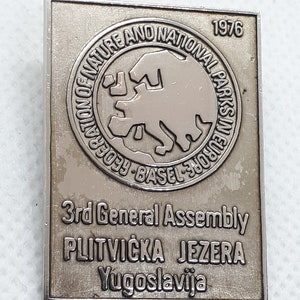 1976
FEDERATION OF NATURE AND NATIONAL PARKS IN EUROPE
· BASEL ·
3rd General Assembly
PLITVIČKA JEZERA
Yugoslavija